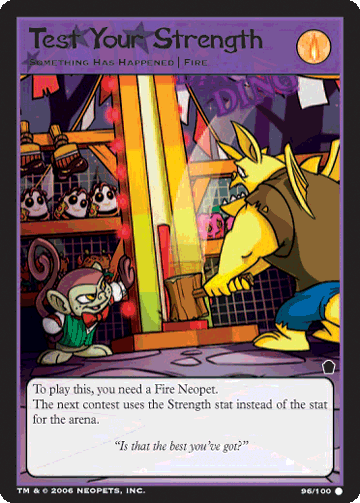 Test Your Strength
Something Has Happened | Fire
DING
To play this, you need a Fire Neopet.
The next contest uses the Strength stat instead of the stat
for the arena.
"Is that the best you've got?"
TM & © 2006 NEOPETS, INC.
96/100